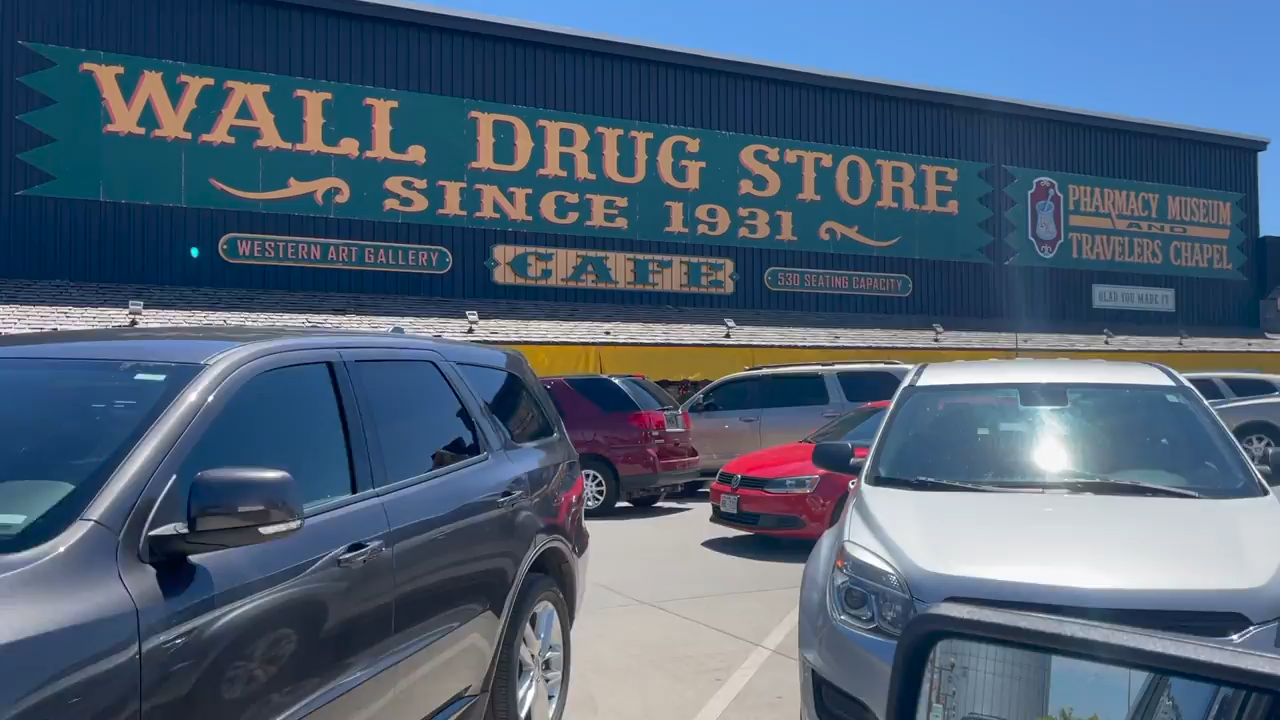 WALL DRUG STORE
SINCE 1931
PHARMACY MUSEUM
AND
TRAVELERS CHAPEL
WESTERN ART GALLERY
CAFE
530 SEATING CAPACITY
GLAD YOU MADE IT